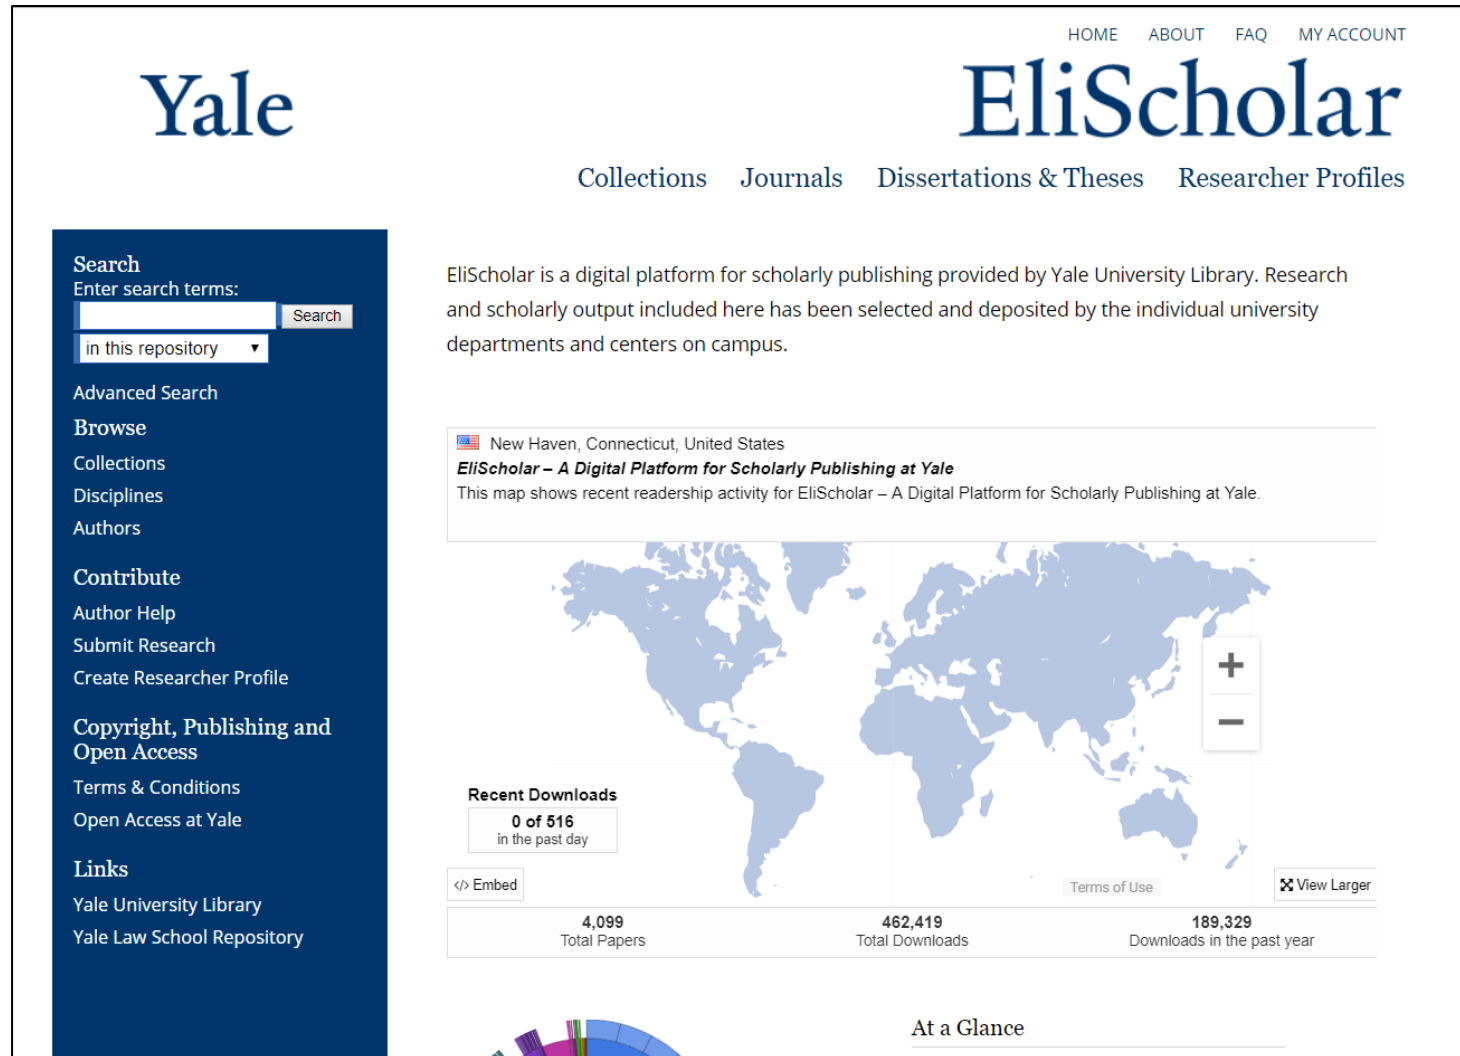 HOME ABOUT FAQ MY ACCOUNT
Yale
EliScholar
Collections Journals Dissertations & Theses Researcher Profiles
Search
Enter search terms:
Search
in this repository
Advanced Search
Browse
Collections
Disciplines
Authors
Contribute
Author Help
Submit Research
Create Researcher Profile
Copyright, Publishing and
Open Access
Terms & Conditions
Open Access at Yale
Links
Yale University Library
Yale Law School Repository
EliScholar is a digital platform for scholarly publishing provided by Yale University Library. Research
and scholarly output included here has been selected and deposited by the individual university
departments and centers on campus.
New Haven, Connecticut, United States
EliScholar – A Digital Platform for Scholarly Publishing at Yale
This map shows recent readership activity for EliScholar – A Digital Platform for Scholarly Publishing at Yale.
Recent Downloads
0 of 516
in the past day
</> Embed
Terms of Use
View Larger
4,099
Total Papers
462,419
Total Downloads
189,329
Downloads in the past year
At a Glance